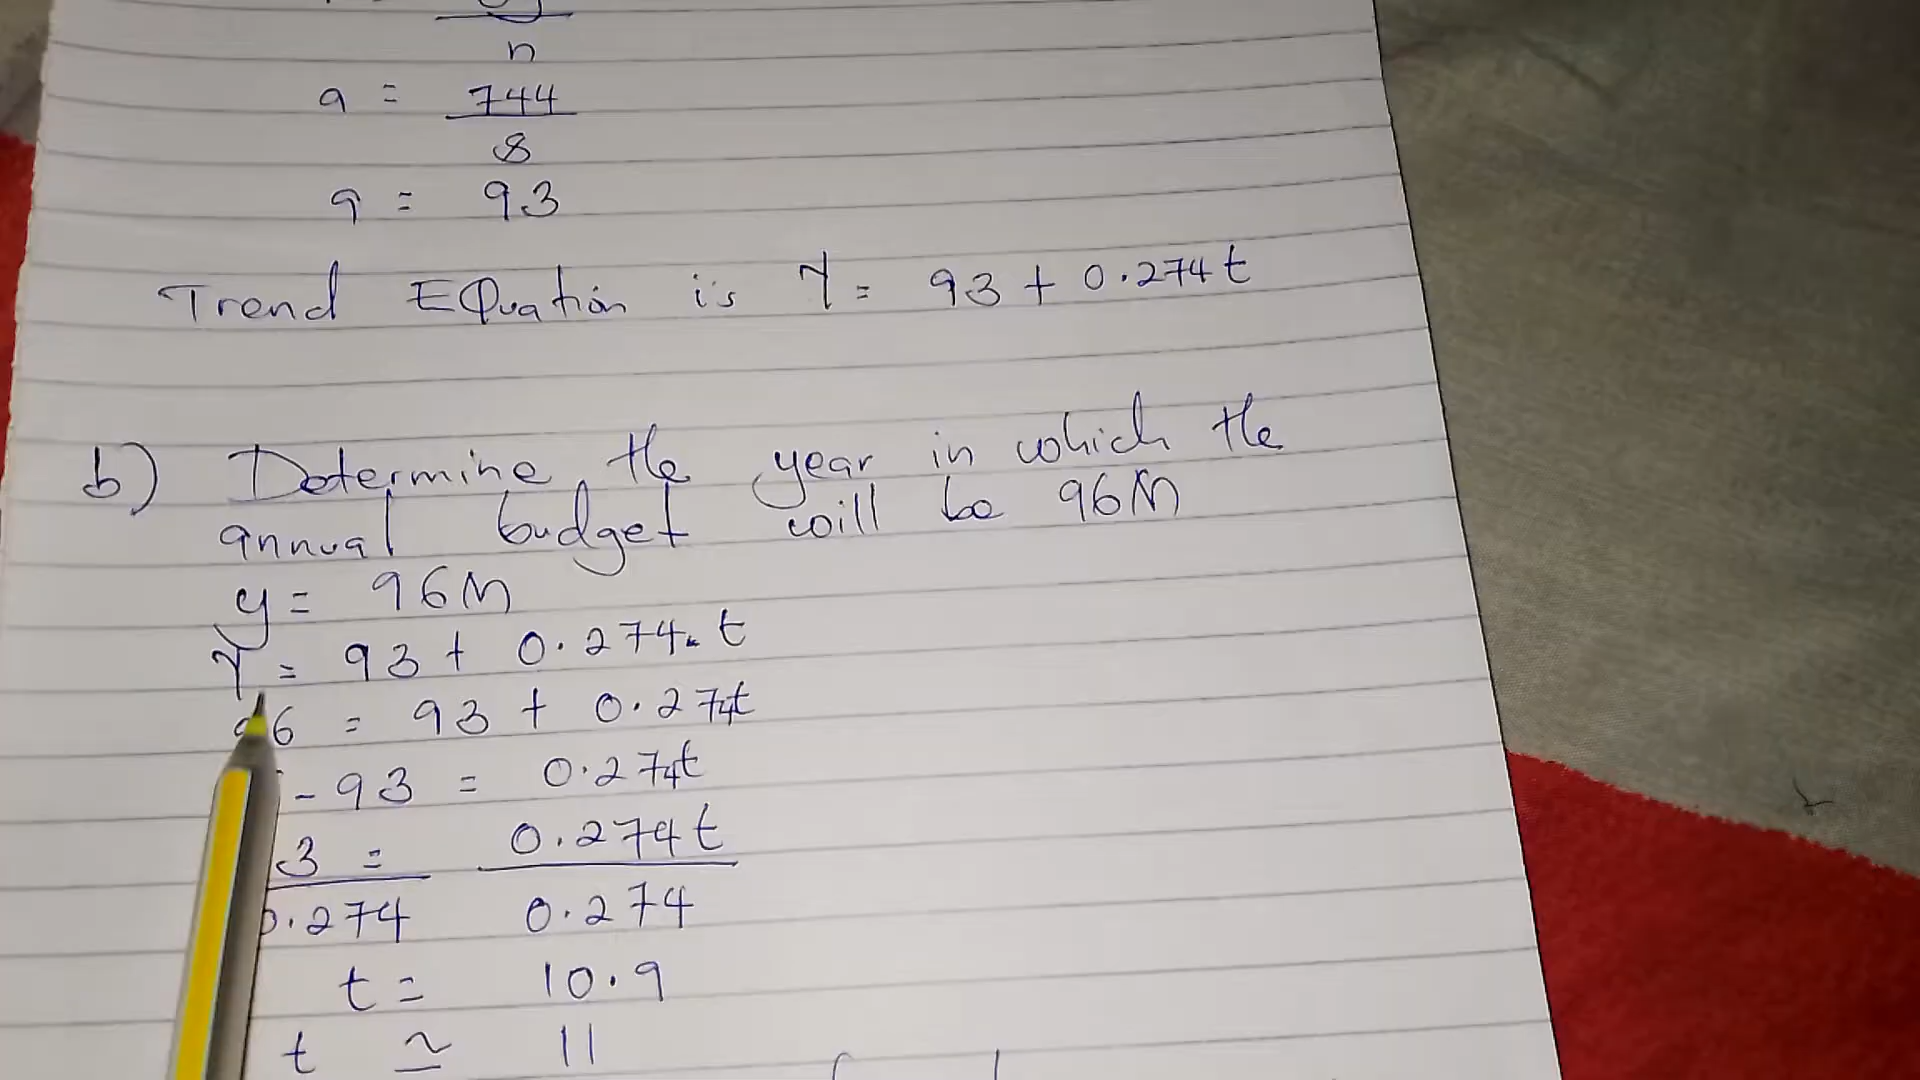 n
a = 744
8
a = 93
Trend EQuation is Y = 93 + 0.274t
b) Determine the year in which the
annual budget will be 96M
y = 96M
Y = 93 + 0.274. t
96 = 93 + 0.274t
- 93 = 0.274t
3 = 0.274t
0.274 0.274
t = 10.9
t ≃ 11